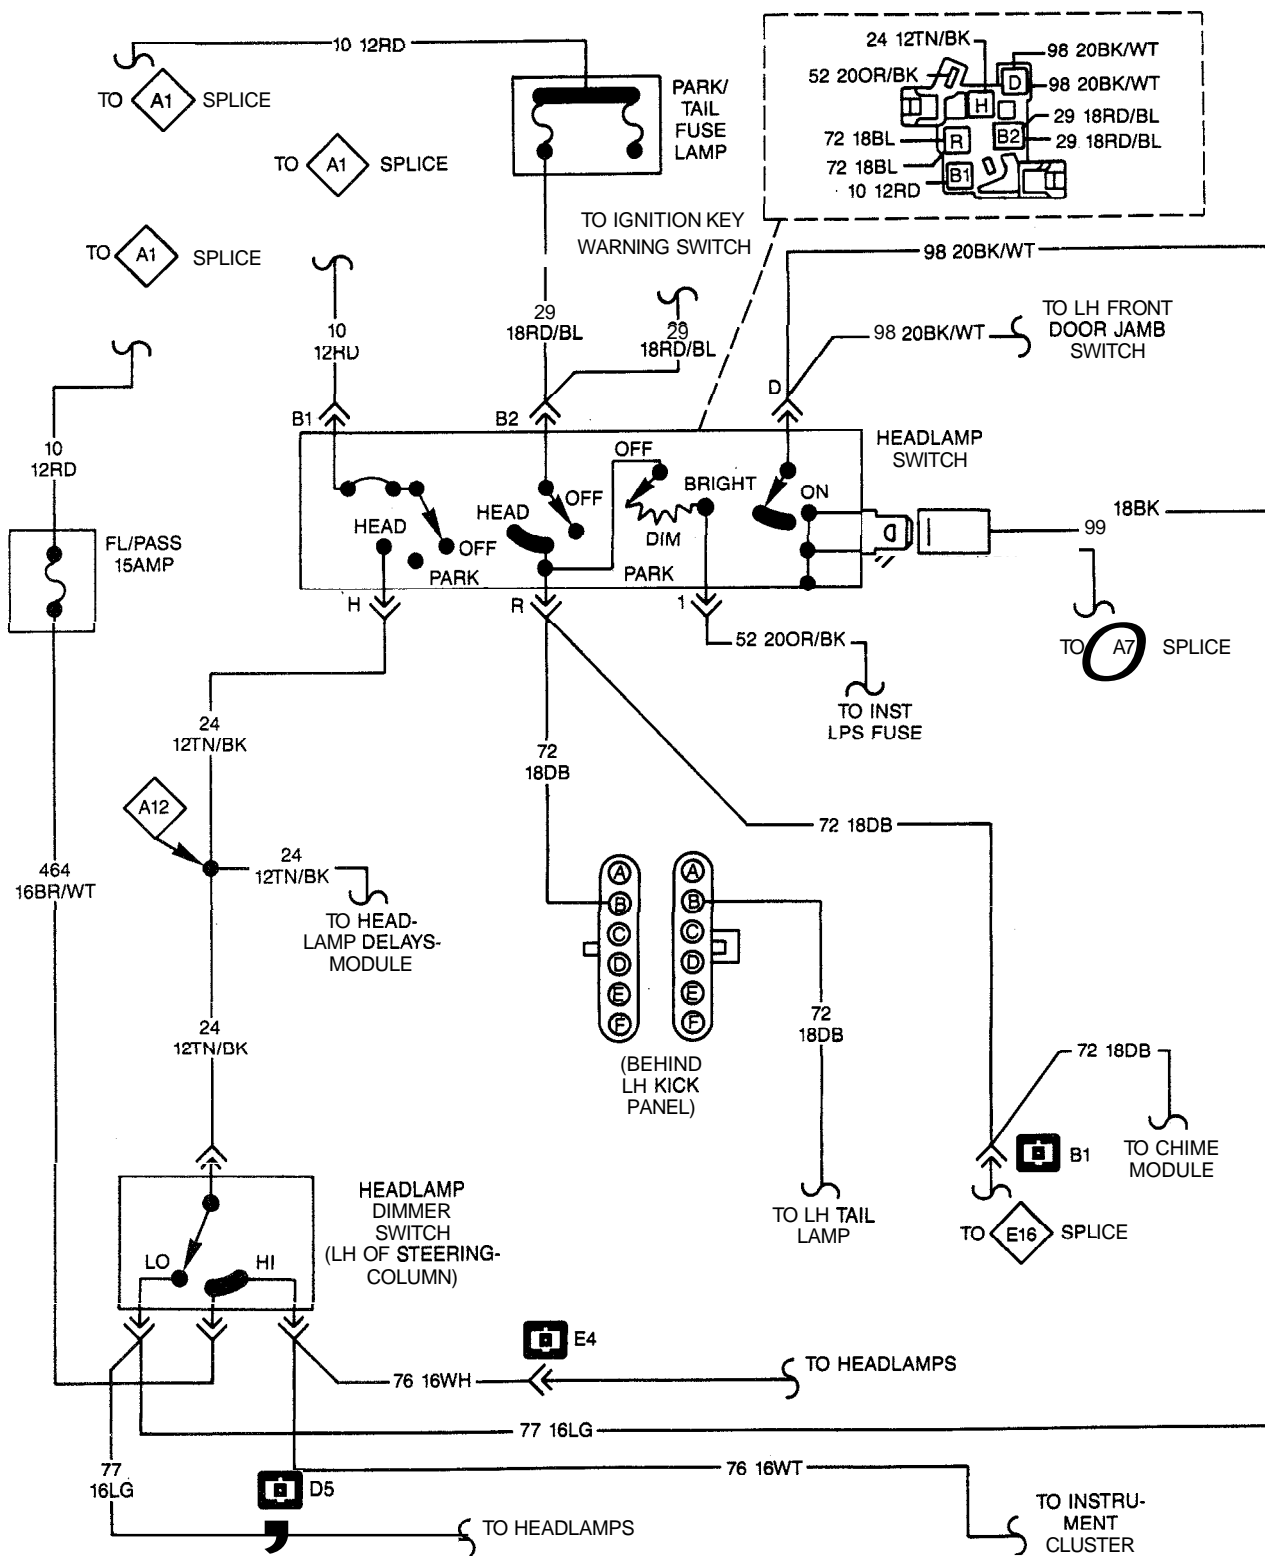 10 12RD
TO A1 SPLICE
PARK/
TAIL
FUSE
LAMP
24 12TN/BK
98 20BK/WT
52 20OR/BK
D
98 20BK/WT
H
29 18RD/BL
72 18BL
R
B2
29 18RD/BL
72 18BL
B1
10 12RD
TO A1 SPLICE
TO IGNITION KEY
WARNING SWITCH
TO A1 SPLICE
98 20BK/WT
29
18RD/BL
29
18RD/BL
10
12RD
98 20BK/WT
TO LH FRONT
DOOR JAMB
SWITCH
D
B1
B2
10
12RD
OFF
HEADLAMP
SWITCH
BRIGHT
ON
HEAD
OFF
HEAD
OFF
DIM
PARK
PARK
18BK
99
FL/PASS
15AMP
H
R
1
52 20OR/BK
TO A7 SPLICE
TO INST
LPS FUSE
24
12TN/BK
72
18DB
A12
72 18DB
464
16BR/WT
24
12TN/BK
TO HEAD-
LAMP DELAYS-
MODULE
A A
B B
C C
D D
E E
F F
(BEHIND
LH KICK
PANEL)
72
18DB
24
12TN/BK
72 18DB
B1
TO CHIME
MODULE
TO LH TAIL
LAMP
TO E16 SPLICE
HEADLAMP
DIMMER
SWITCH
(LH OF STEERING-
COLUMN)
LO
HI
E4
76 16WH
TO HEADLAMPS
77 16LG
77
16LG
D5
76 16WT
TO HEADLAMPS
TO INSTRU-
MENT
CLUSTER